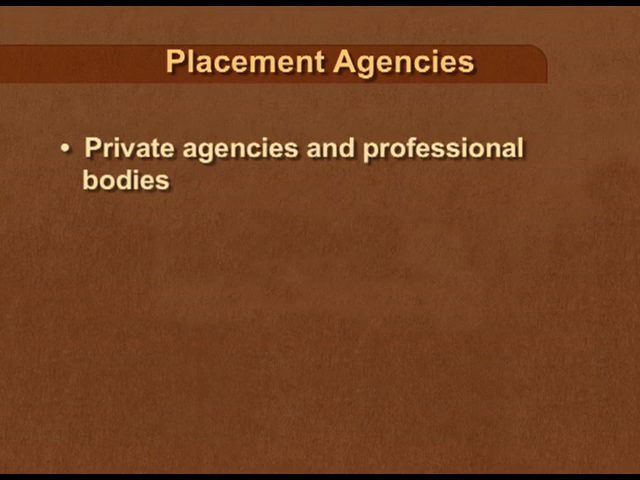 Placement Agencies
• Private agencies and professional
bodies